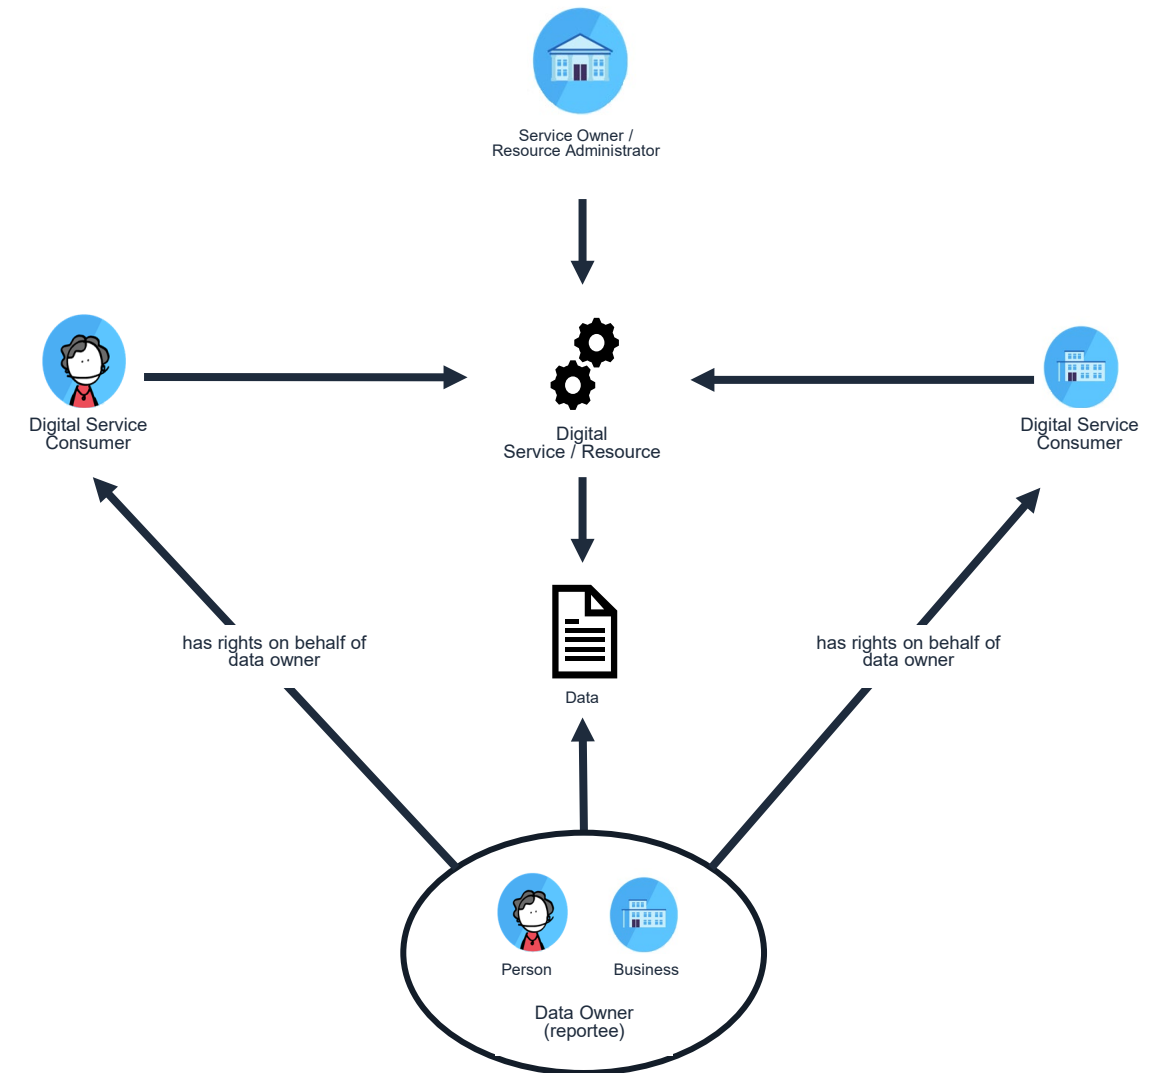 Service Owner /
Resource Administrator
Digital Service
Consumer
Digital
Service / Resource
Digital Service
Consumer
has rights on behalf of
data owner
has rights on behalf of
data owner
Data
Person
Business
Data Owner
(reportee)